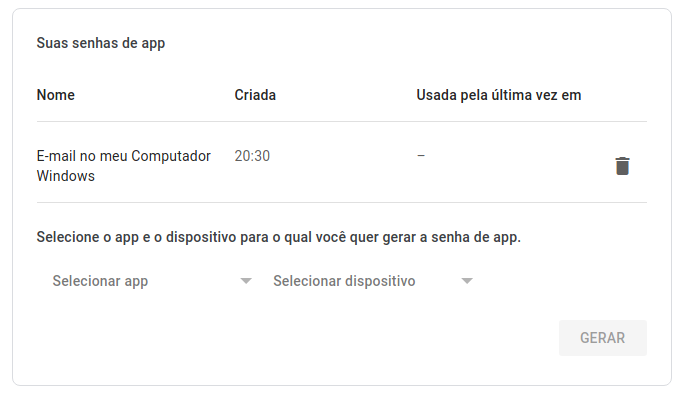 Suas senhas de app
Nome Criada Usada pela última vez em
E-mail no meu Computador 20:30 –
Windows
Selecione o app e o dispositivo para o qual você quer gerar a senha de app.
Selecionar app Selecionar dispositivo
GERAR